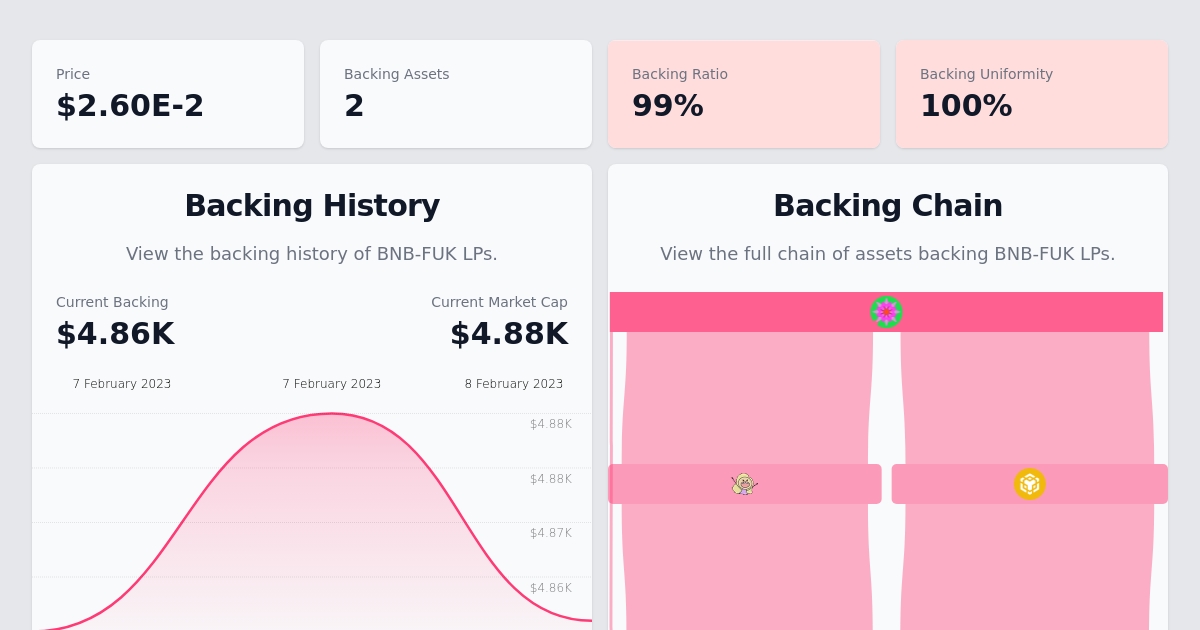 Price
$2.60E-2
Backing Assets
2
Backing Ratio
99%
Backing Uniformity
100%
Backing History
View the backing history of BNB-FUK LPs.
Current Backing
$4.86K
Current Market Cap
$4.88K
7 February 2023
7 February 2023
8 February 2023
$4.88K
$4.88K
$4.87K
$4.86K
Backing Chain
View the full chain of assets backing BNB-FUK LPs.